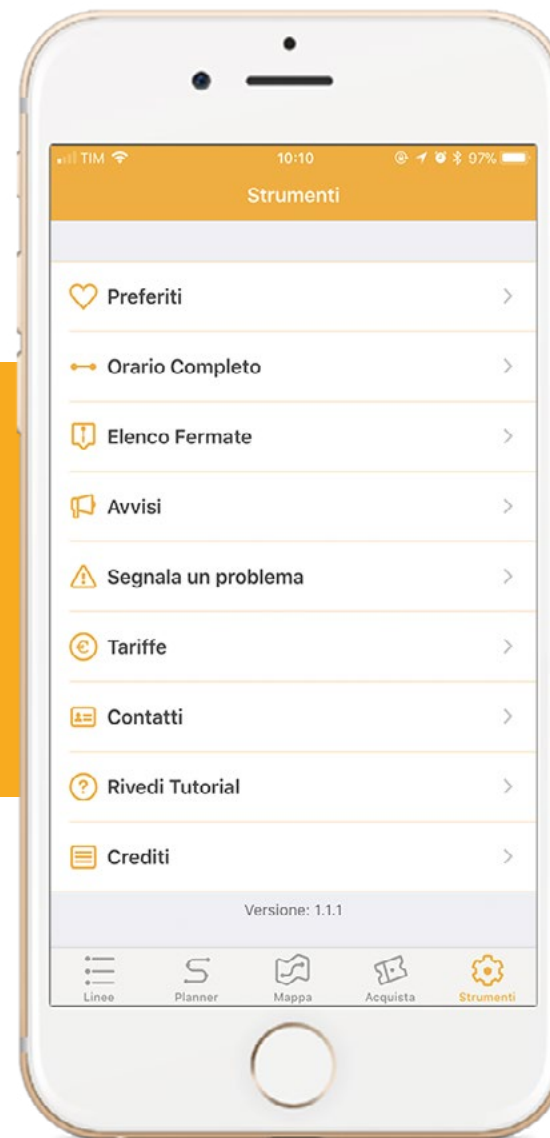 TIM 10:10 97%
Strumenti
Preferiti
Orario Completo
Elenco Fermate
Avvisi
Segnala un problema
Tariffe
Contatti
Rivedi Tutorial
Crediti
Versione: 1.1.1
Linee Planner Mappa Acquista Strumenti